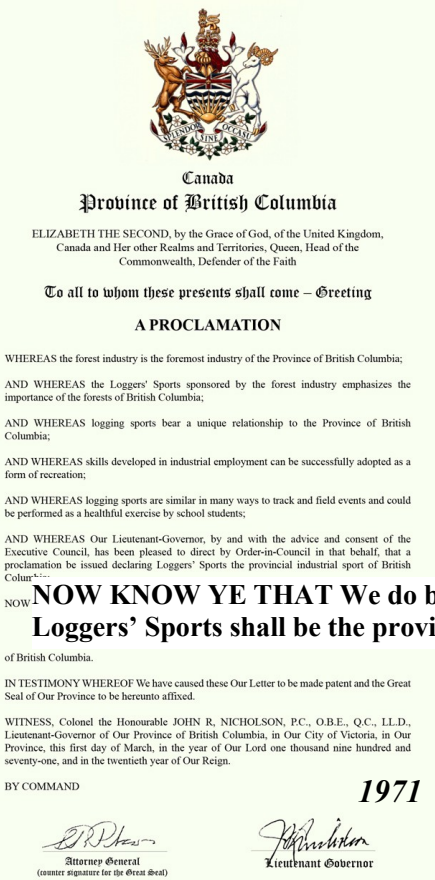 SPLENDOR SINE OCCASU
Canada
Province of British Columbia
ELIZABETH THE SECOND, by the Grace of God, of the United Kingdom,
Canada and Her other Realms and Territories, Queen, Head of the
Commonwealth, Defender of the Faith
To all to whom these presents shall come – Greeting
A PROCLAMATION
WHEREAS the forest industry is the foremost industry of the Province of British Columbia;
AND WHEREAS the Loggers' Sports sponsored by the forest industry emphasizes the
importance of the forests of British Columbia;
AND WHEREAS logging sports bear a unique relationship to the Province of British
Columbia;
AND WHEREAS skills developed in industrial employment can be successfully adopted as a
form of recreation;
AND WHEREAS logging sports are similar in many ways to track and field events and could
be performed as a healthful exercise by school students;
AND WHEREAS Our Lieutenant-Governor, by and with the advice and consent of the
Executive Council, has been pleased to direct by Order-in-Council in that behalf, that a
proclamation be issued declaring Loggers' Sports the provincial industrial sport of British
Columbia;
NOW
NOW KNOW YE THAT We do b
Loggers’ Sports shall be the provi
of British Columbia.
IN TESTIMONY WHEREOF We have caused these Our Letter to be made patent and the Great
Seal of Our Province to be hereunto affixed.
WITNESS, Colonel the Honourable JOHN R, NICHOLSON, P.C., O.B.E., Q.C., LL.D.,
Lieutenant-Governor of Our Province of British Columbia, in our City of Victoria, in Our
Province, this first day of March, in the year of Our Lord one thousand nine hundred and
seventy-one, and in the twentieth year of Our Reign.
BY COMMAND
1971
Attorney General
(counter signature for the Great Seal)
Lieutenant Governor